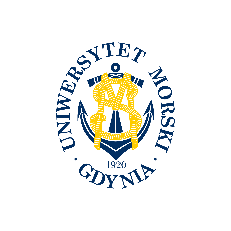 UNIWERSYTET MORSKI
1920
· GDYNIA ·